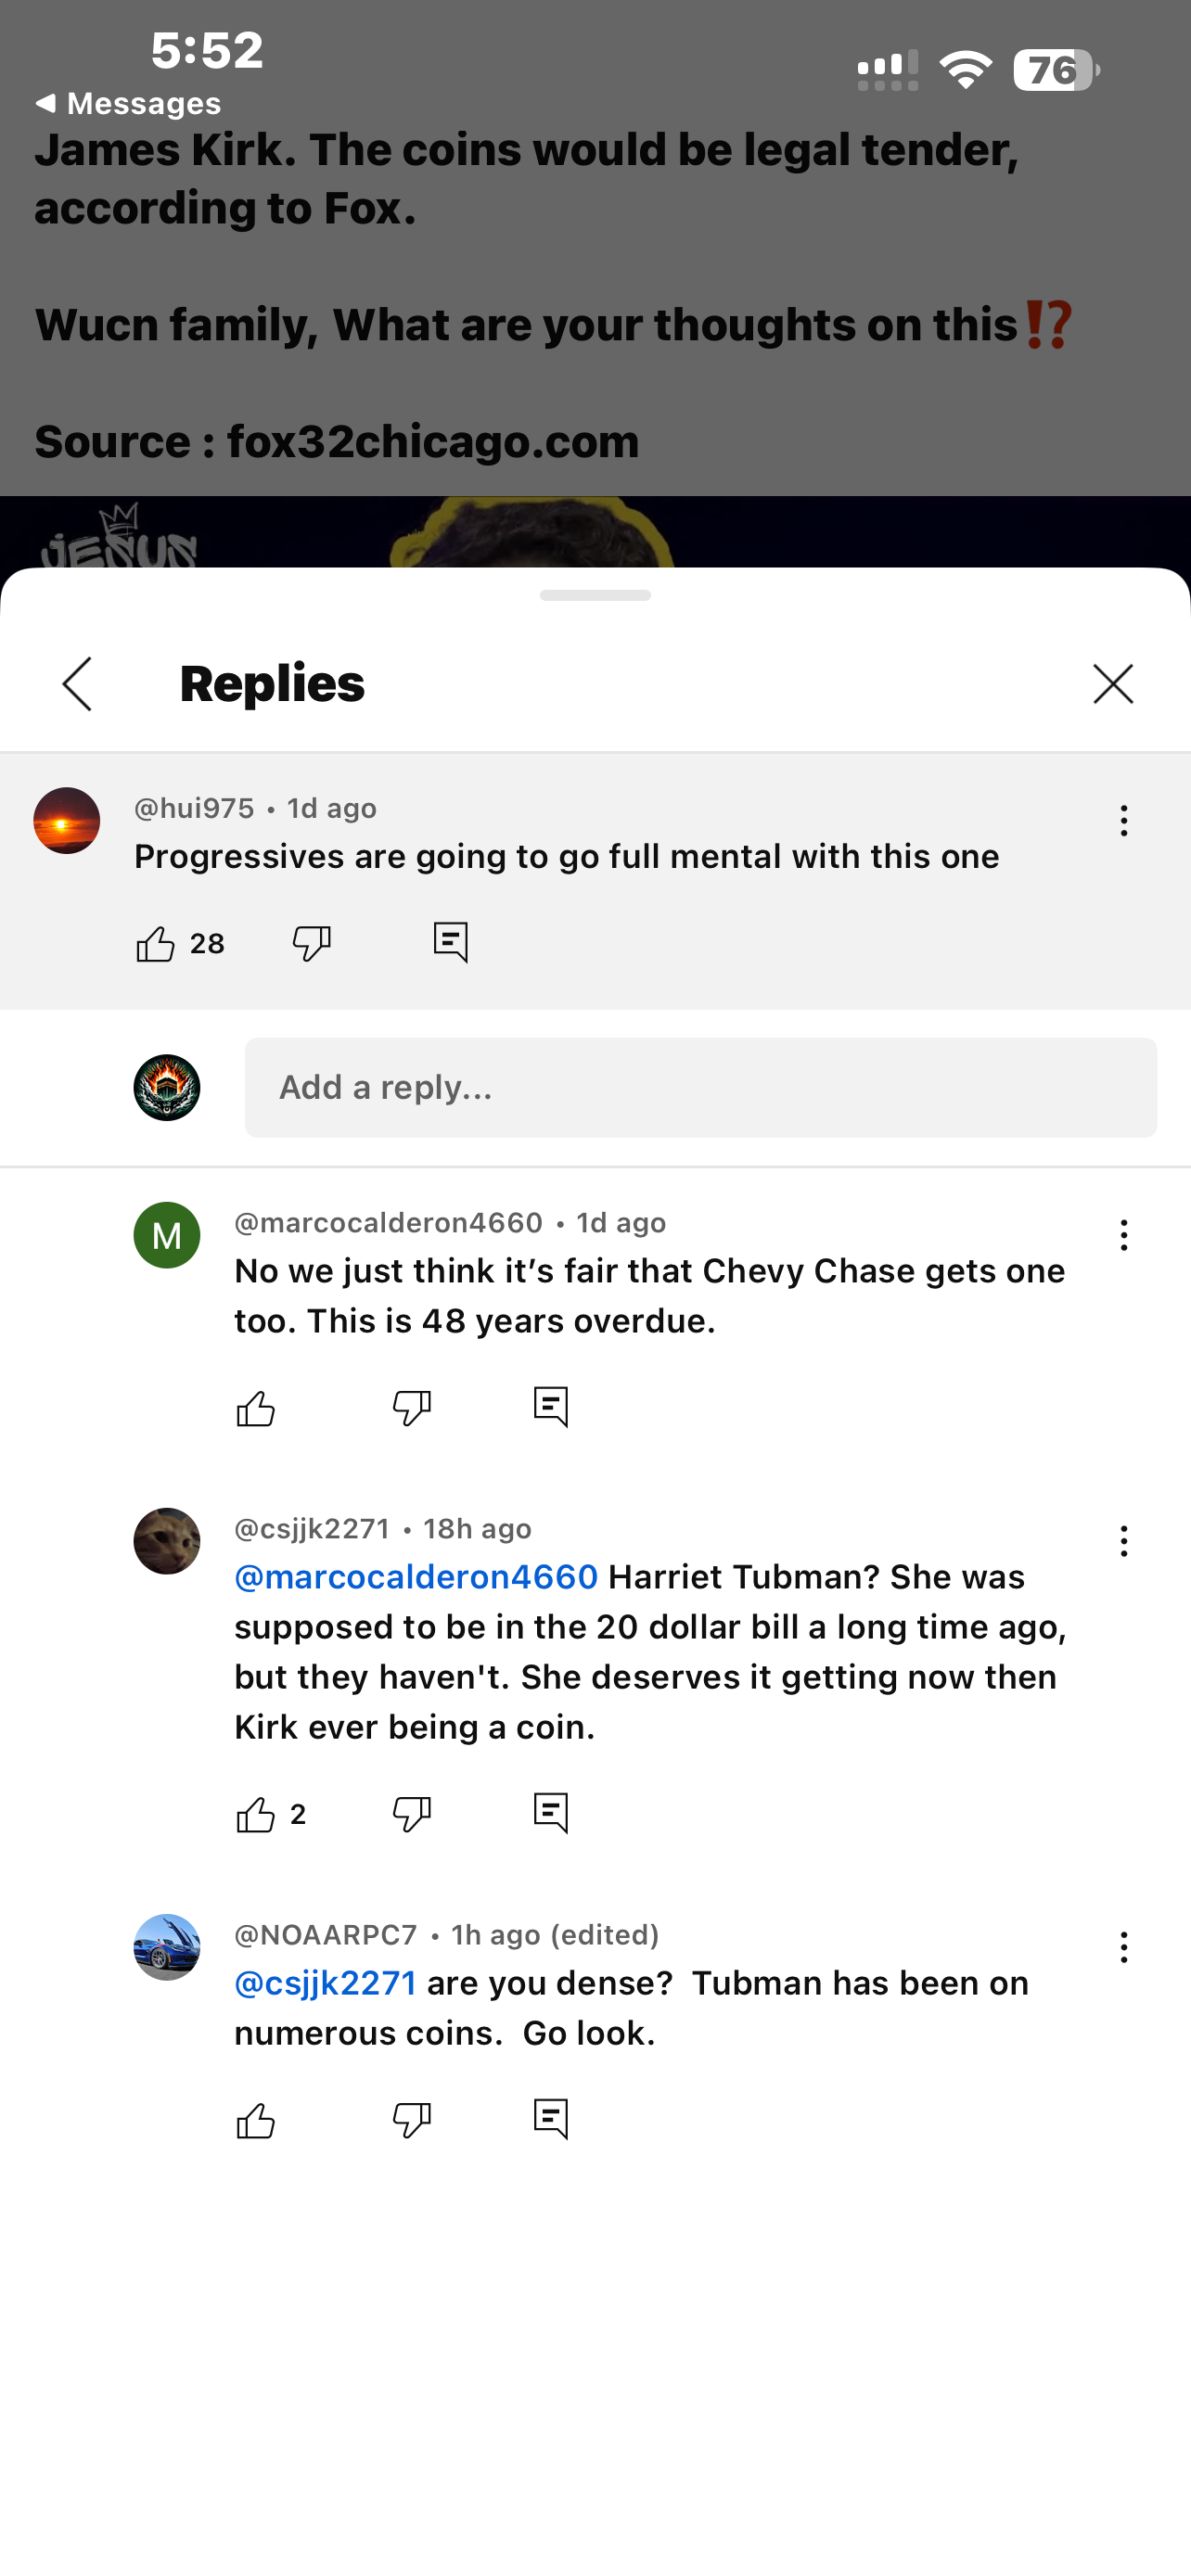 5:52
76
◀ Messages
James Kirk. The coins would be legal tender,
according to Fox.
Wucn family, What are your thoughts on this⁉️
Source : fox32chicago.com
JESUS
Replies
@hui975 • 1d ago
Progressives are going to go full mental with this one
28
Add a reply...
M
@marcocalderon4660 • 1d ago
No we just think it’s fair that Chevy Chase gets one
too. This is 48 years overdue.
@csjjk2271 • 18h ago
@marcocalderon4660 Harriet Tubman? She was
supposed to be in the 20 dollar bill a long time ago,
but they haven't. She deserves it getting now then
Kirk ever being a coin.
2
@NOAARPC7 • 1h ago (edited)
@csjjk2271 are you dense?  Tubman has been on
numerous coins.  Go look.